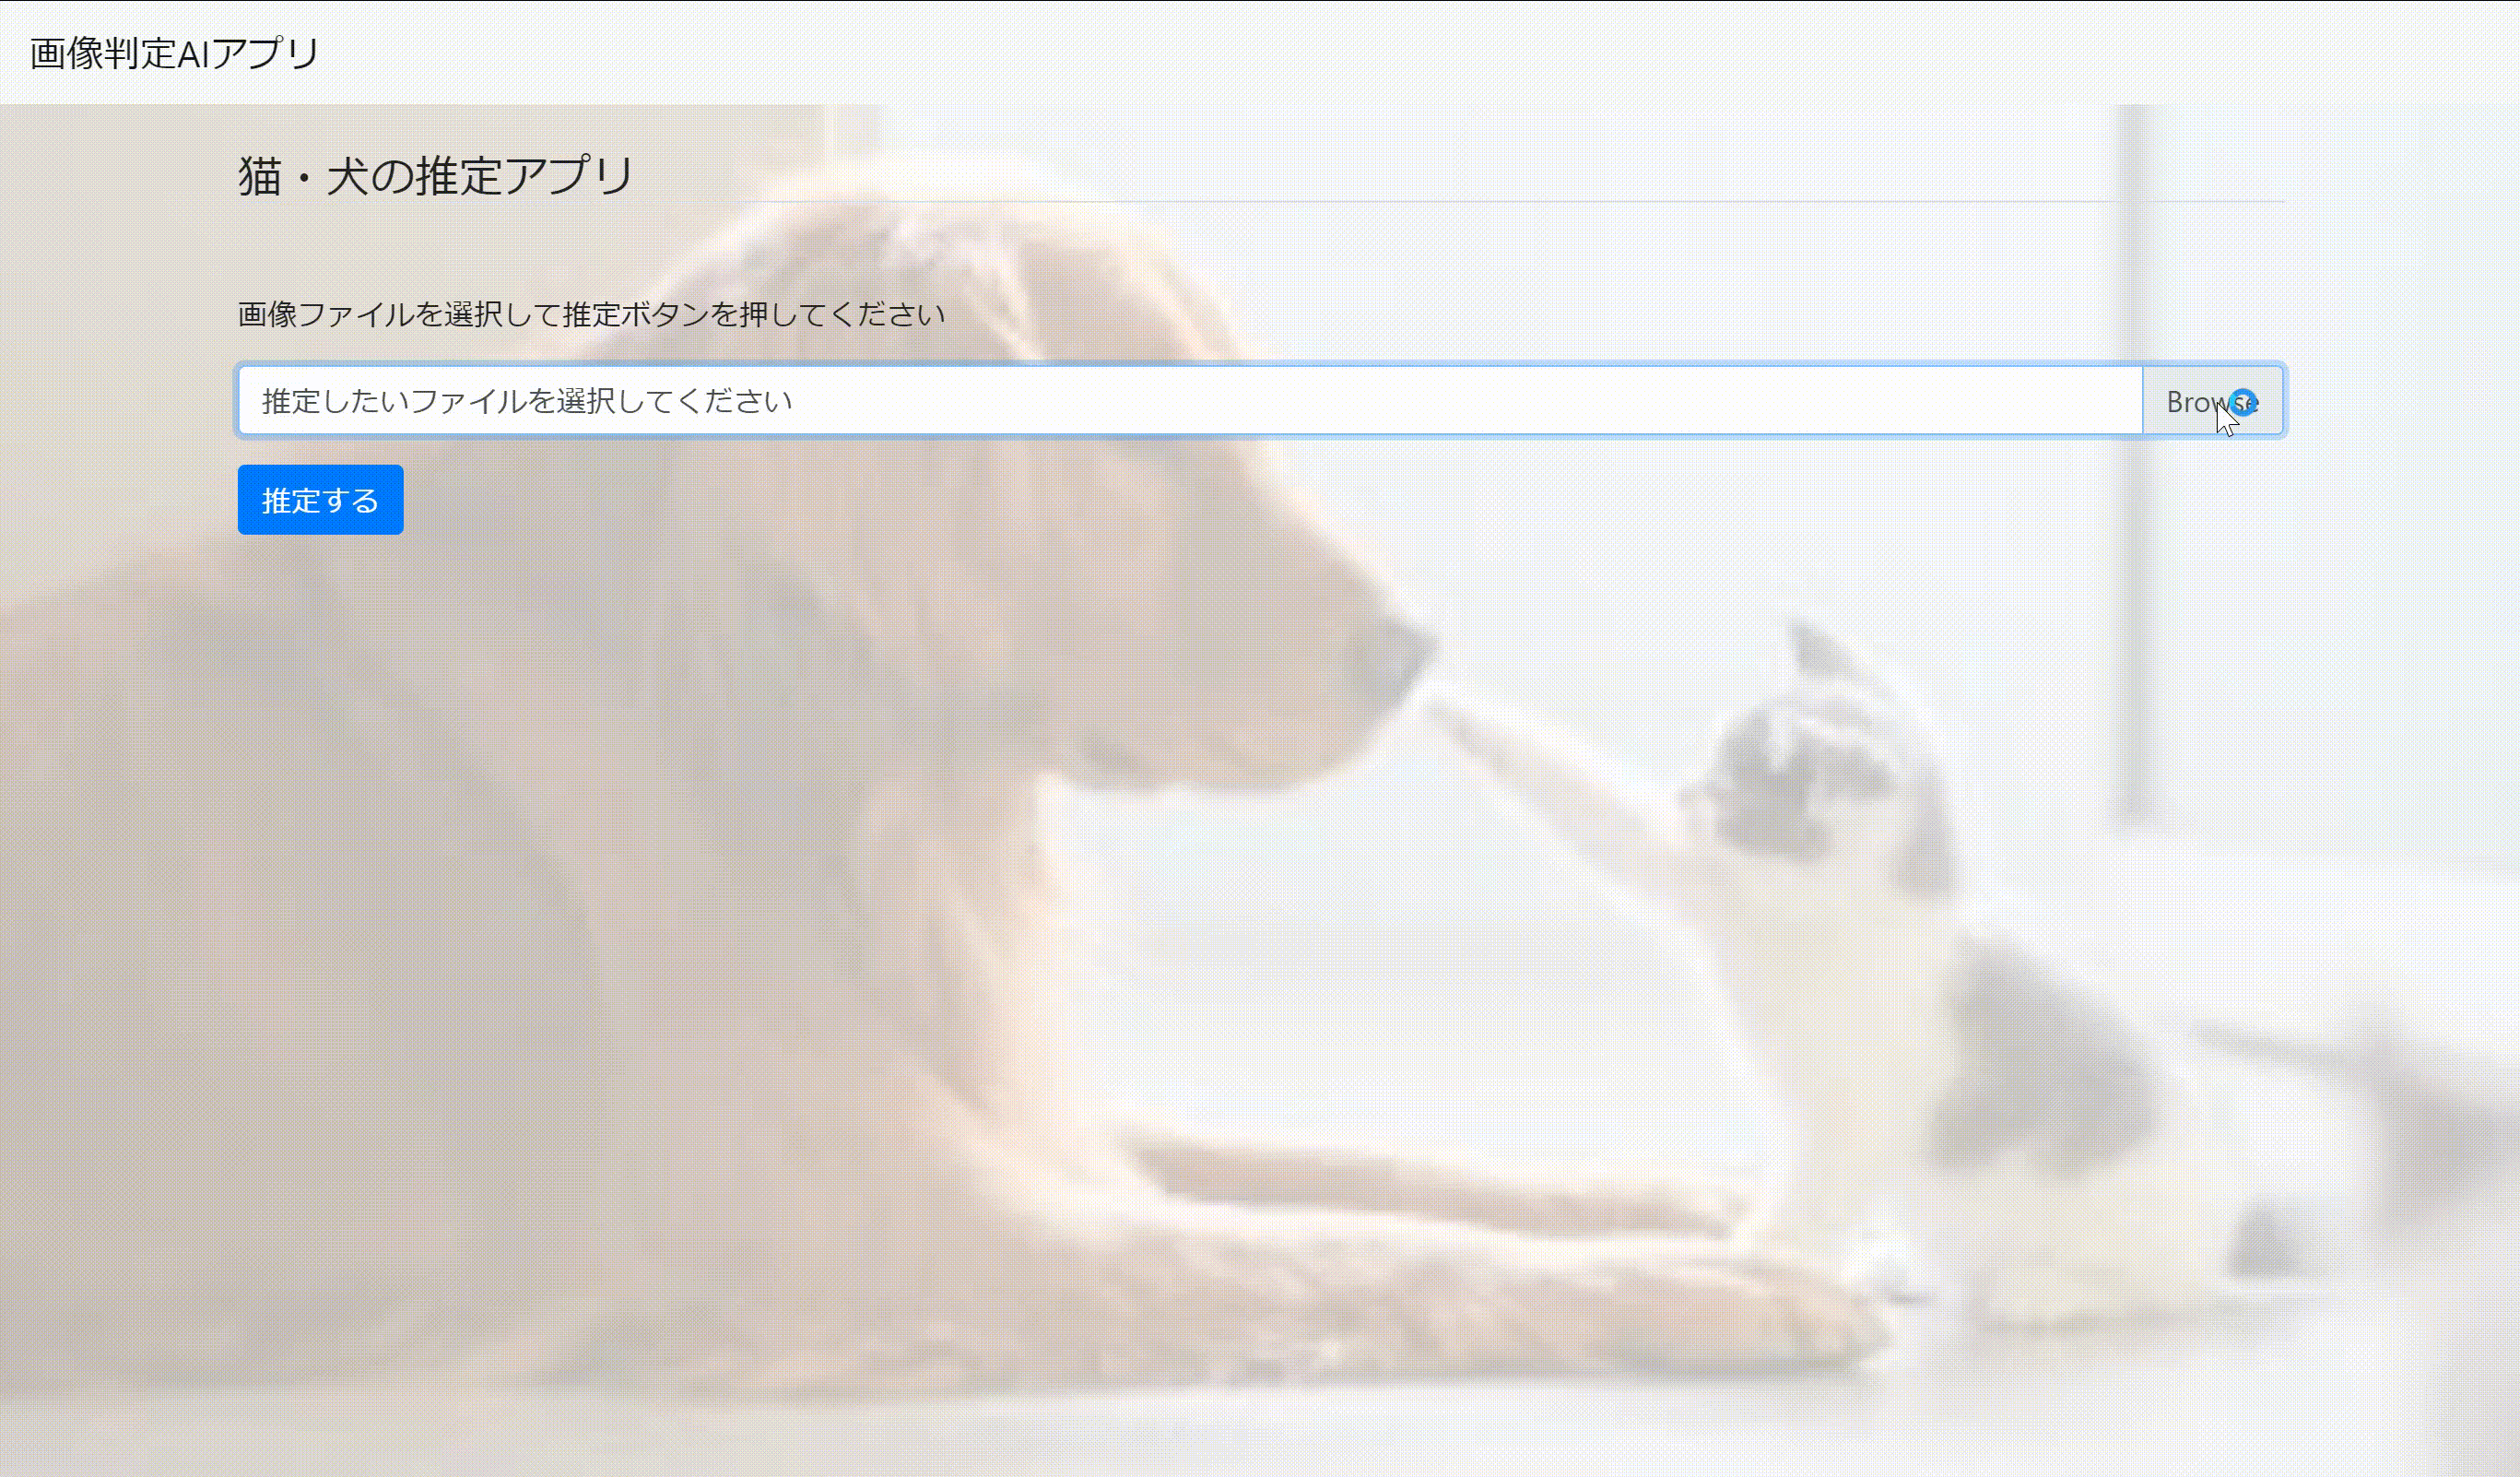 画像判定AIアプリ
猫・犬の推定アプリ
画像ファイルを選択して推定ボタンを押してください
推定したいファイルを選択してください
Browse
推定する